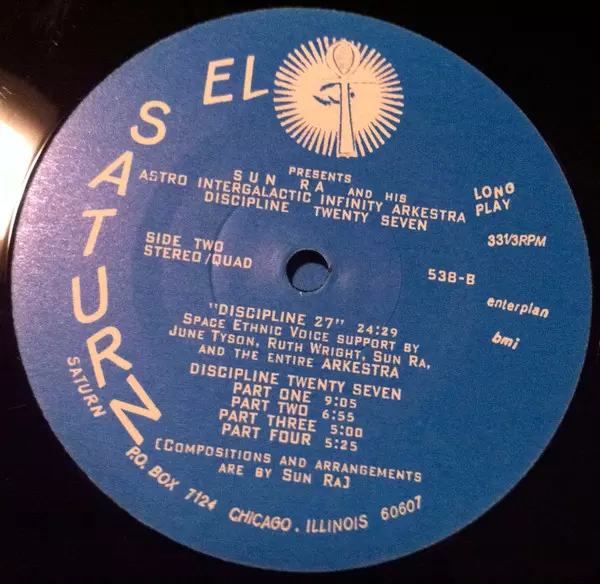 EL
SATURN
SATURN
PRESENTS
SUN RA AND HIS
ASTRO INTERGALACTIC INFINITY ARKESTRA
DISCIPLINE TWENTY SEVEN
LONG
PLAY
33 1/3 RPM
SIDE TWO
STEREO/QUAD
538-B
enterplan
bmi
"DISCIPLINE 27" 24:29
SPACE ETHNIC VOICE SUPPORT BY
JUNE TYSON, RUTH WRIGHT, SUN RA,
AND THE ENTIRE ARKESTRA
DISCIPLINE TWENTY SEVEN
PART ONE 9:05
PART TWO 6:55
PART THREE 5:00
PART FOUR 5:25
[COMPOSITIONS AND ARRANGEMENTS
ARE BY SUN RA]
P.O. BOX 7124 CHICAGO. ILLINOIS 60607